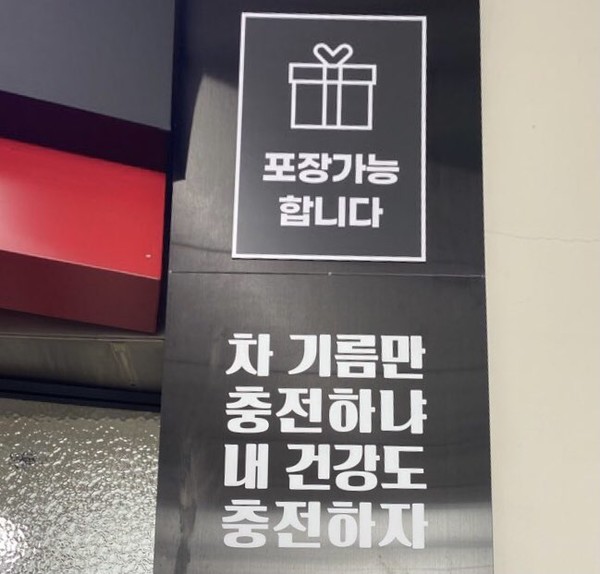 포장가능
합니다
차 기름만
충전하냐
내 건강도
충전하자